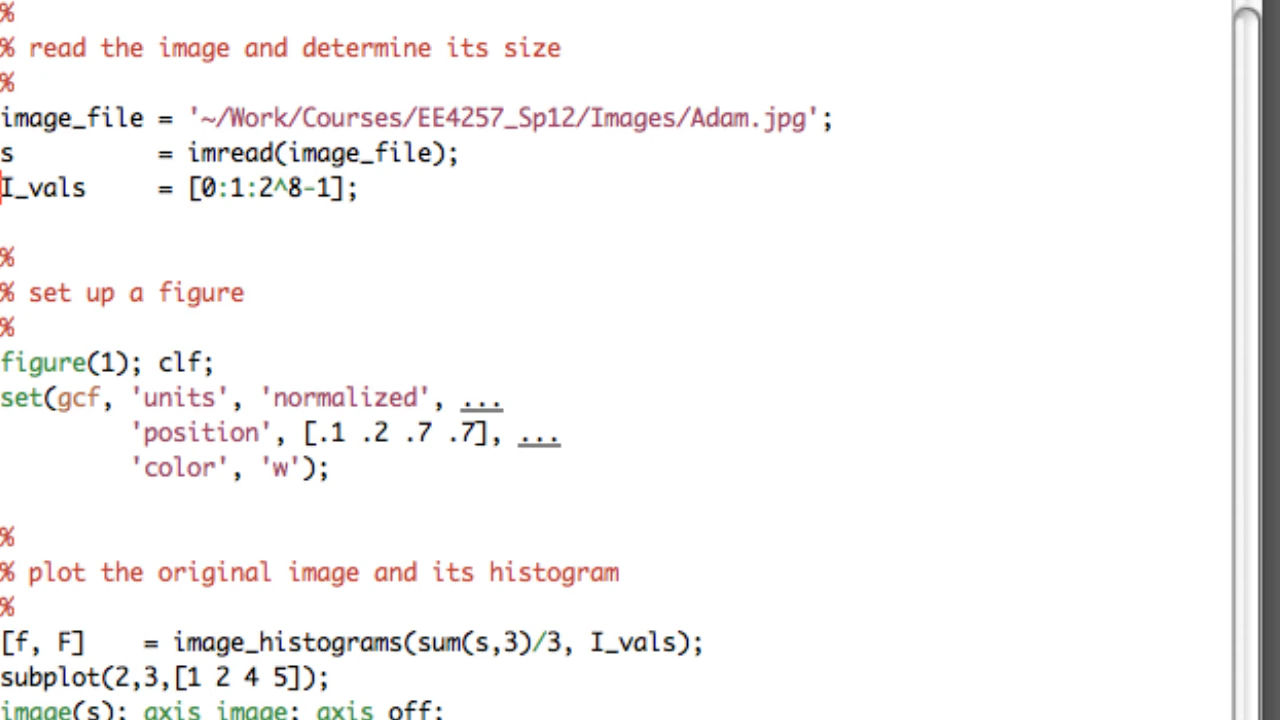 %
% read the image and determine its size
%
image_file = '~/Work/Courses/EE4257_Sp12/Images/Adam.jpg';
s          = imread(image_file);
I_vals     = [0:1:2^8-1];
%
% set up a figure
%
figure(1); clf;
set(gcf, 'units', 'normalized', ...
         'position', [.1 .2 .7 .7], ...
         'color', 'w');
%
% plot the original image and its histogram
%
[f, F]    = image_histograms(sum(s,3)/3, I_vals);
subplot(2,3,[1 2 4 5]);
image(s); axis image; axis off;